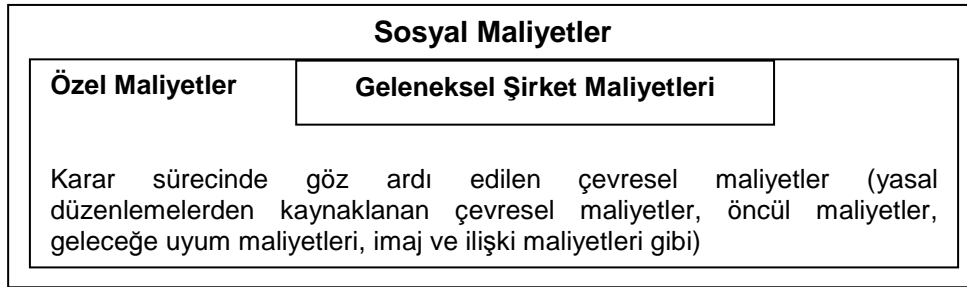 Sosyal Maliyetler
Özel Maliyetler
Geleneksel Şirket Maliyetleri
Karar sürecinde göz ardı edilen çevresel maliyetler (yasal
düzenlemelerden kaynaklanan çevresel maliyetler, öncül maliyetler,
geleceğe uyum maliyetleri, imaj ve ilişki maliyetleri gibi)